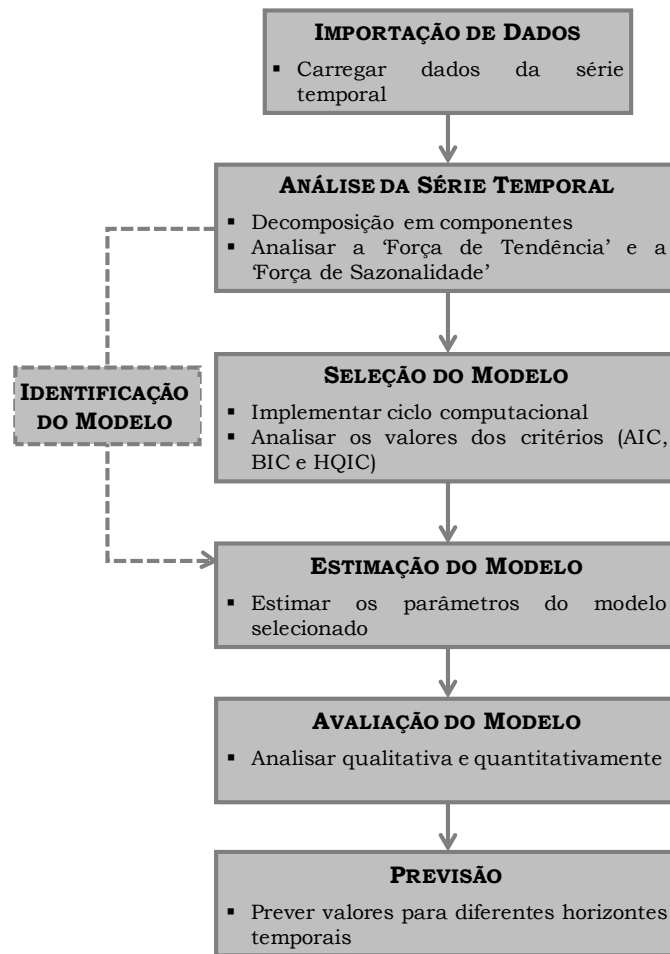 IMPORTAÇÃO DE DADOS
▪ Carregar dados da série
temporal
ANÁLISE DA SÉRIE TEMPORAL
▪ Decomposição em componentes
▪ Analisar a ‘Força de Tendência’ e a
‘Força de Sazonalidade’
IDENTIFICAÇÃO
DO MODELO
SELEÇÃO DO MODELO
▪ Implementar ciclo computacional
▪ Analisar os valores dos critérios (AIC,
BIC e HQIC)
ESTIMAÇÃO DO MODELO
▪ Estimar os parâmetros do modelo
selecionado
AVALIAÇÃO DO MODELO
▪ Analisar qualitativa e quantitativamente
PREVISÃO
▪ Prever valores para diferentes horizontes
temporais